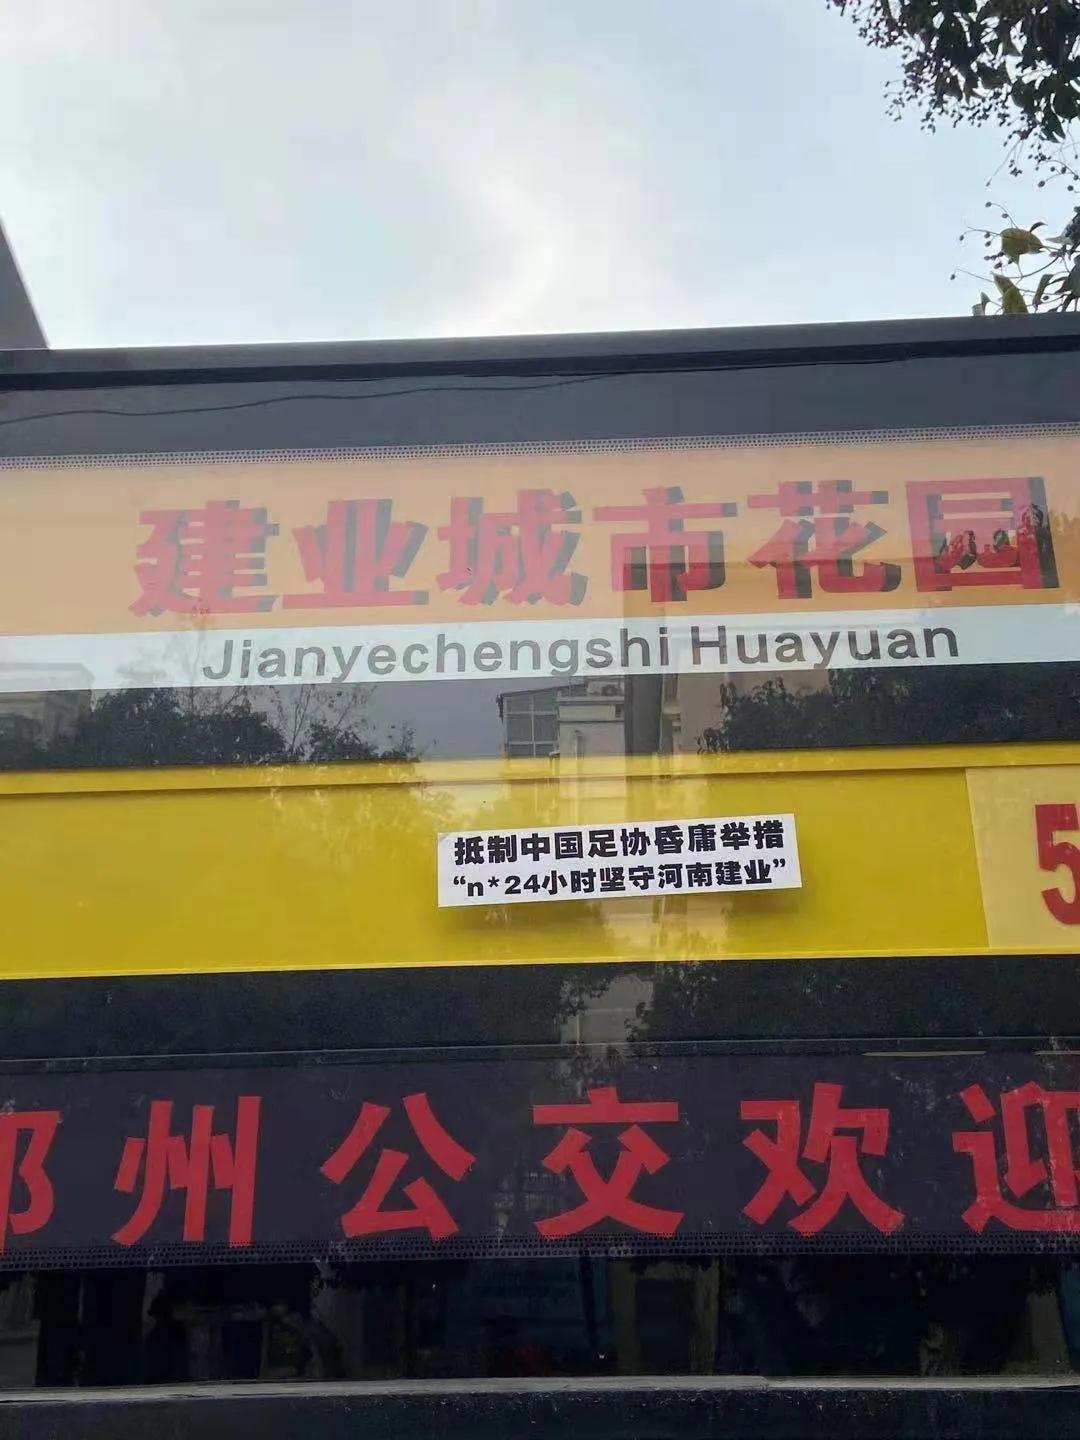 建业城市花园
Jianyechengshi Huayuan
抵制中国足协昏庸举措
“n*24小时坚守河南建业”
5
州公交欢迎